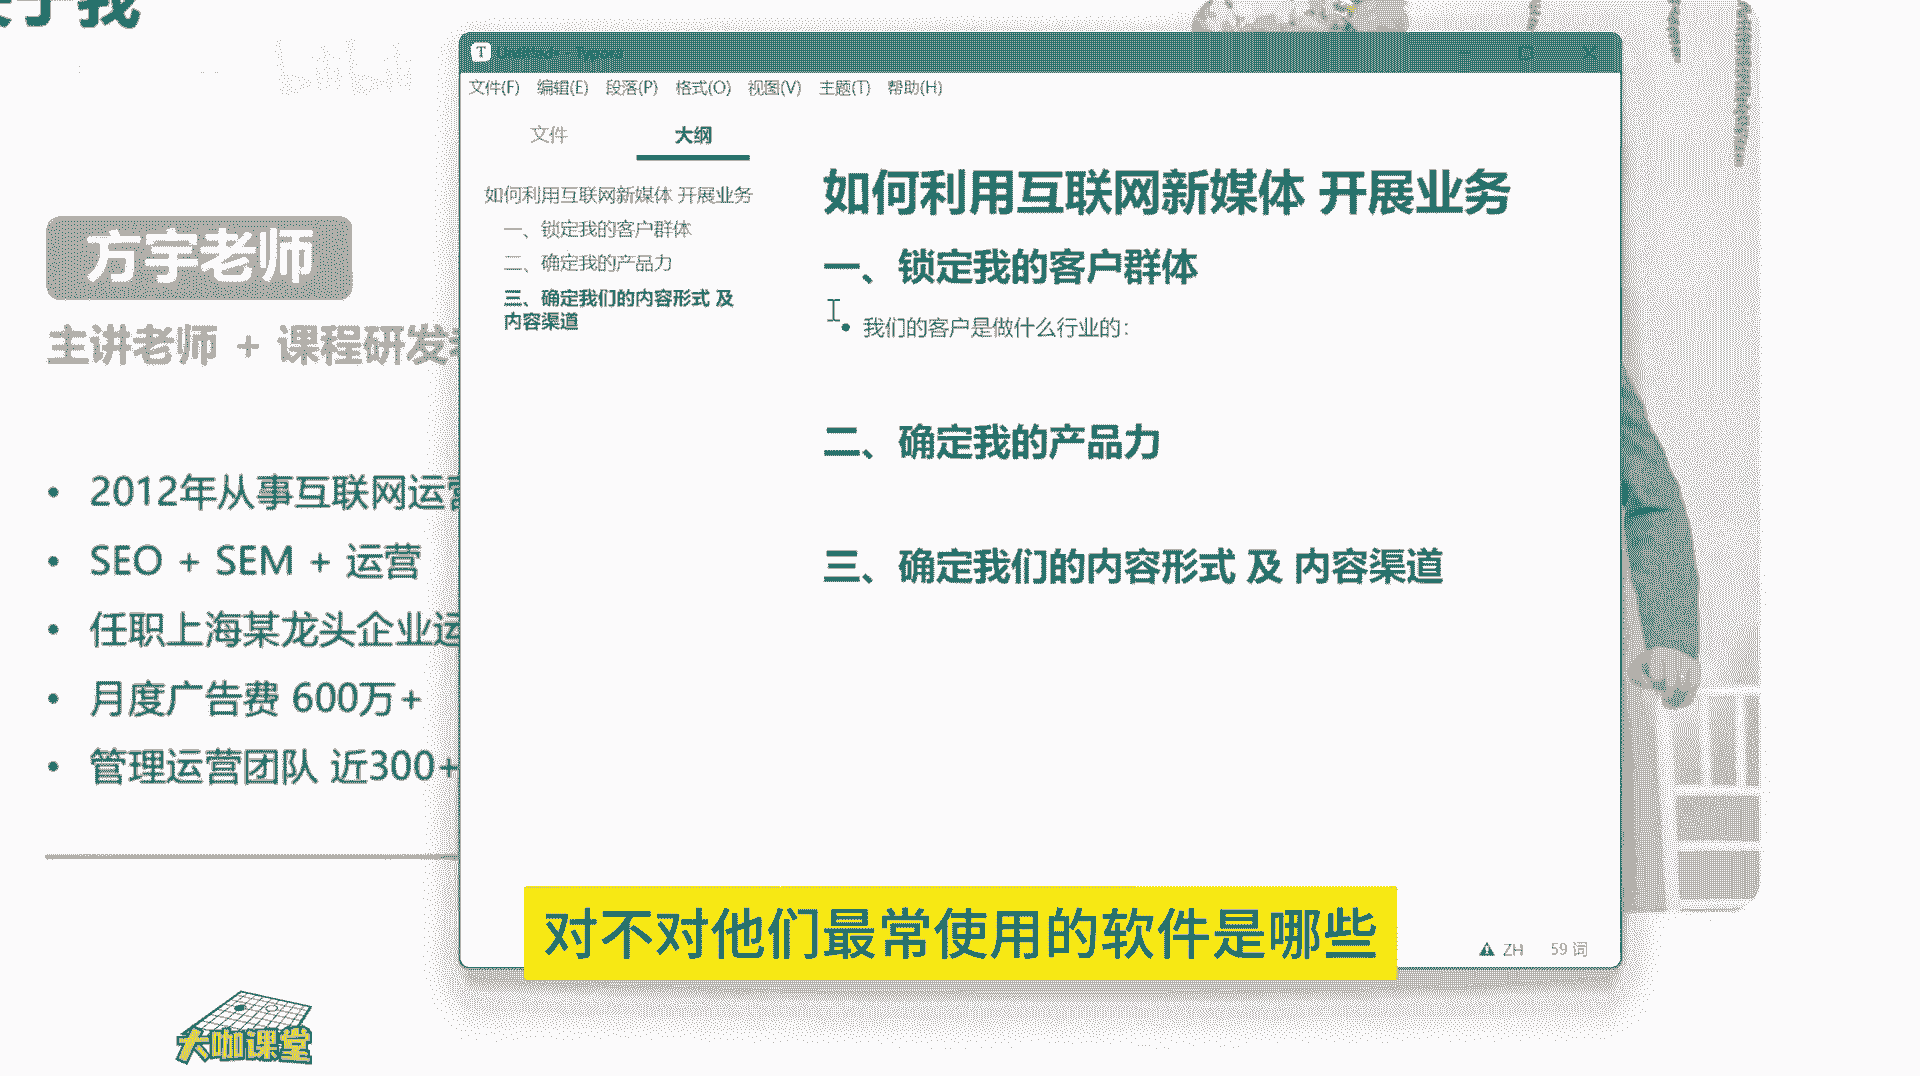 bilibili
方宇老师
主讲老师 + 课程研发
• 2012年从事互联网运营
• SEO + SEM + 运营
• 任职上海某龙头企业运
• 月度广告费 600万+
• 管理运营团队 近300+
文件(F) 编辑(E) 段落(P) 格式(O) 视图(V) 主题(T) 帮助(H)
文件 大纲
如何利用互联网新媒体 开展业务
一、锁定我的客户群体
二、确定我的产品力
三、确定我们的内容形式 及
内容渠道
如何利用互联网新媒体 开展业务
一、锁定我的客户群体
• 我们的客户是做什么行业的：
二、确定我的产品力
三、确定我们的内容形式 及 内容渠道
ZH 59 词
对不对他们最常使用的软件是哪些
大咖课堂